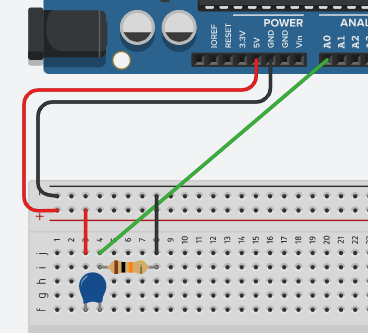 POWER
ANAL
IOREF
RESET
3.3V
5V
GND
GND
Vin
A0
A1
A2
-
+
1 2 3 4 5 6 7 8 9 10 11 12 13 14 15 16 17 18 19 20 21 22
j
i
h
g
f